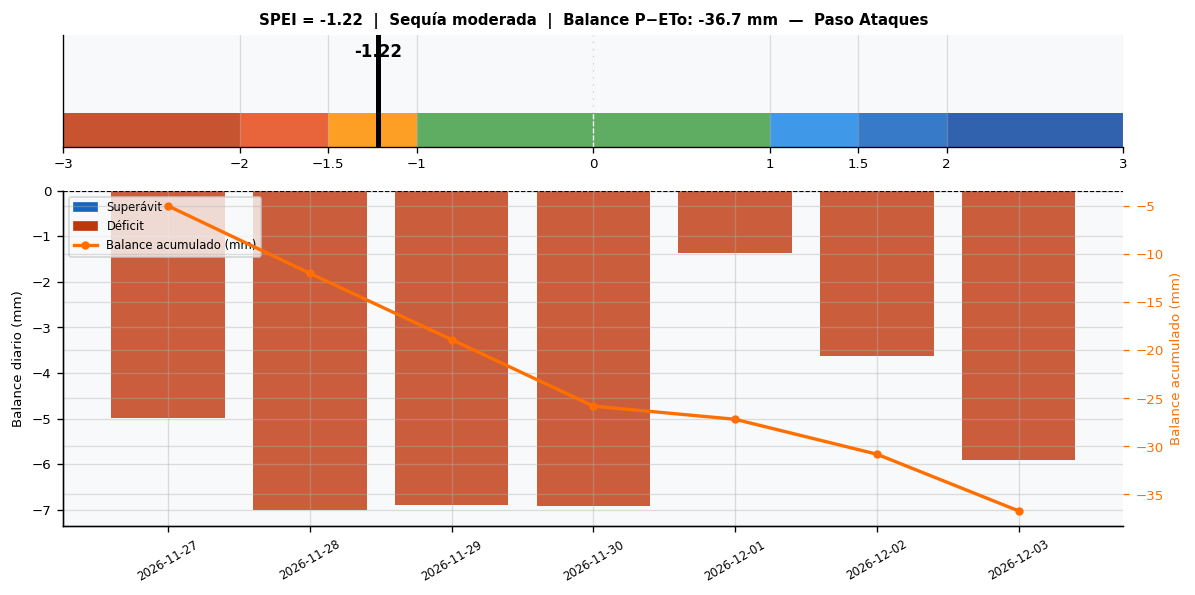 SPEI = -1.22  |  Sequía moderada  |  Balance P−ETo: -36.7 mm  —  Paso Ataques
-1.22
−3 −2 −1.5 −1 0 1 1.5 2 3
Superávit
Déficit
Balance acumulado (mm)
Balance diario (mm)
0
−1
−2
−3
−4
−5
−6
−7
−5
−10
−15
−20
−25
−30
−35
Balance acumulado (mm)
2026-11-27 2026-11-28 2026-11-29 2026-11-30 2026-12-01 2026-12-02 2026-12-03